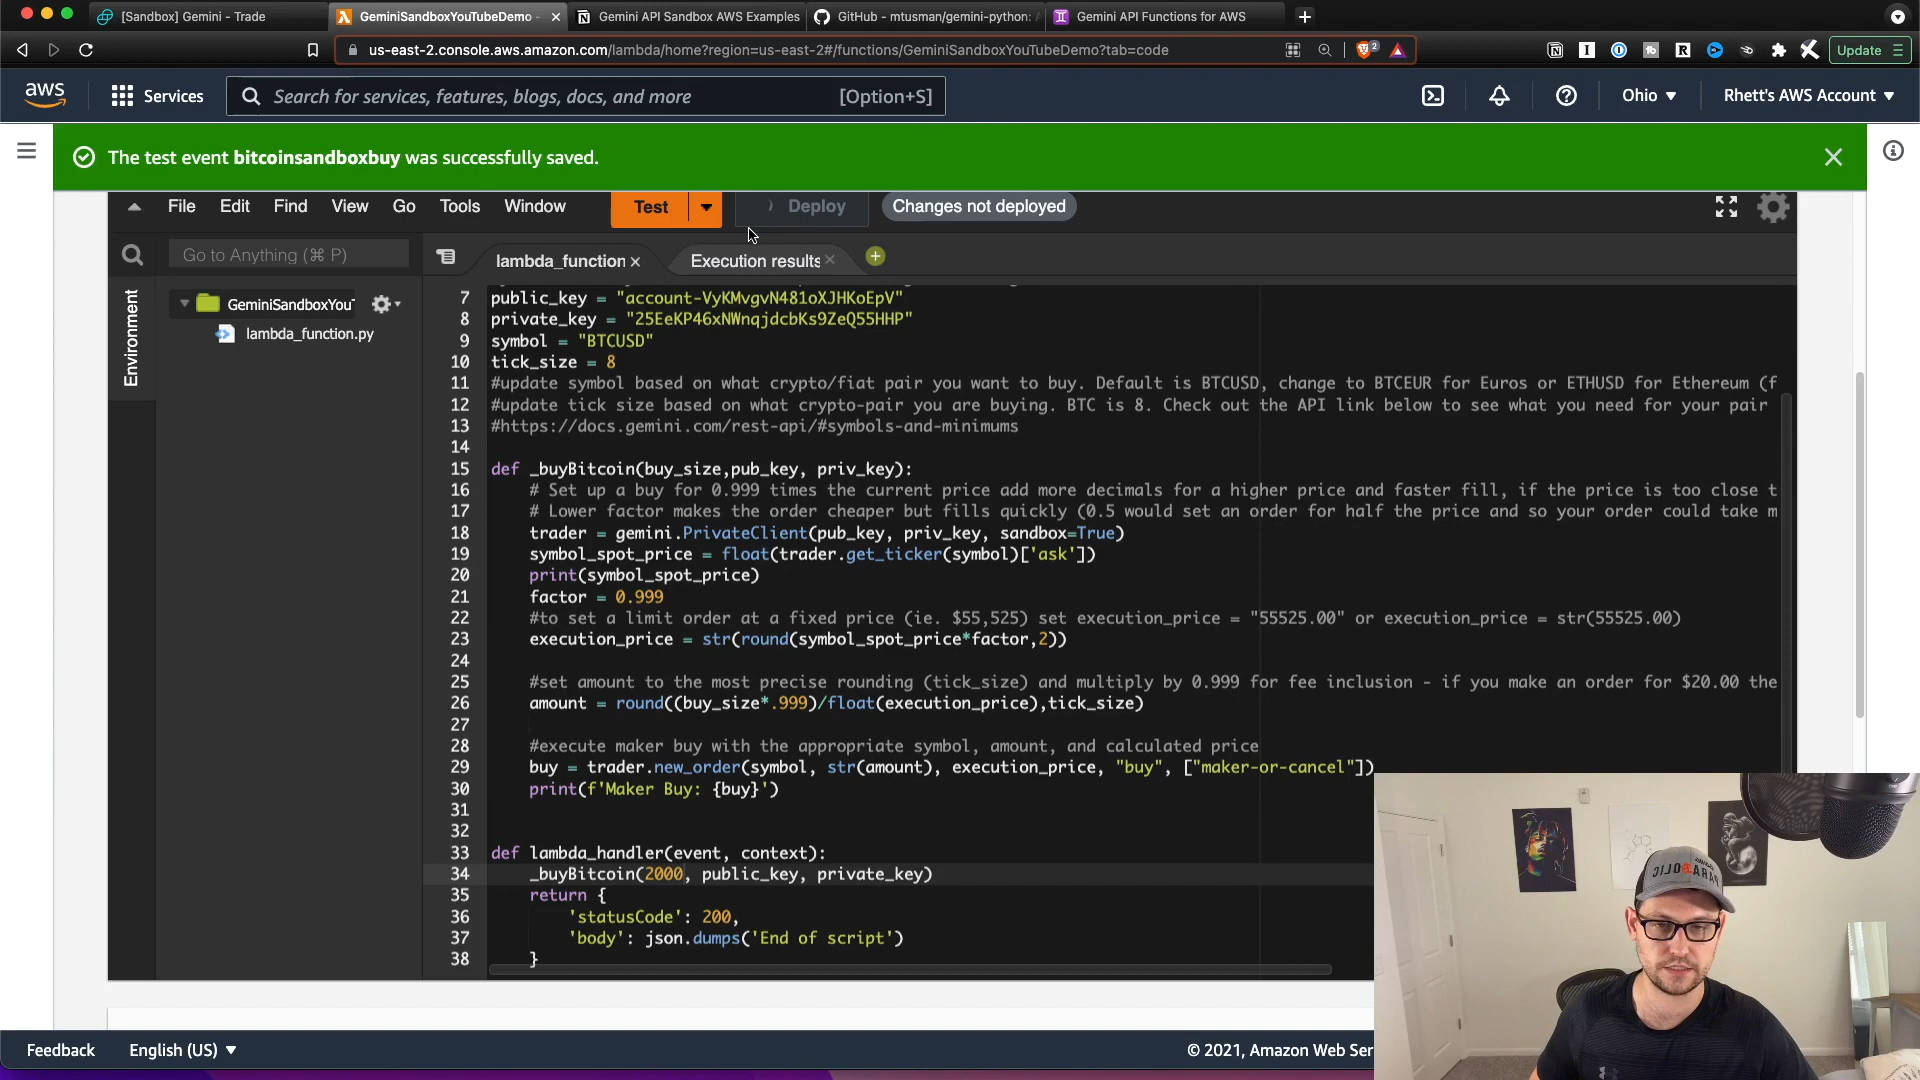 [Sandbox] Gemini - Trade
GeminiSandboxYouTubeDemo -
Gemini API Sandbox AWS Examples
GitHub - mtusman/gemini-python: A
Gemini API Functions for AWS
us-east-2.console.aws.amazon.com/lambda/home?region=us-east-2#/functions/GeminiSandboxYouTubeDemo?tab=code
2
Update
aws
Services
Search for services, features, blogs, docs, and more
[Option+S]
Ohio
Rhett's AWS Account
The test event bitcoinsandboxbuy was successfully saved.
File Edit Find View Go Tools Window
Test
Deploy
Changes not deployed
Go to Anything (⌘ P)
lambda_function
Execution results
Environment
GeminiSandboxYouT
lambda_function.py
7 public_key = "account-VyKMvgvN481oXJHKoEpV"
8 private_key = "25EeKP46xNWnqjdcbKs9ZeQ55HHP"
9 symbol = "BTCUSD"
10 tick_size = 8
11 #update symbol based on what crypto/fiat pair you want to buy. Default is BTCUSD, change to BTCEUR for Euros or ETHUSD for Ethereum (f
12 #update tick size based on what crypto-pair you are buying. BTC is 8. Check out the API link below to see what you need for your pair
13 #https://docs.gemini.com/rest-api/#symbols-and-minimums
14
15 def _buyBitcoin(buy_size,pub_key, priv_key):
16 # Set up a buy for 0.999 times the current price add more decimals for a higher price and faster fill, if the price is too close t
17 # Lower factor makes the order cheaper but fills quickly (0.5 would set an order for half the price and so your order could take m
18 trader = gemini.PrivateClient(pub_key, priv_key, sandbox=True)
19 symbol_spot_price = float(trader.get_ticker(symbol)['ask'])
20 print(symbol_spot_price)
21 factor = 0.999
22 #to set a limit order at a fixed price (ie. $55,525) set execution_price = "55525.00" or execution_price = str(55525.00)
23 execution_price = str(round(symbol_spot_price*factor,2))
24
25 #set amount to the most precise rounding (tick_size) and multiply by 0.999 for fee inclusion - if you make an order for $20.00 the
26 amount = round((buy_size*.999)/float(execution_price),tick_size)
27
28 #execute maker buy with the appropriate symbol, amount, and calculated price
29 buy = trader.new_order(symbol, str(amount), execution_price, "buy", ["maker-or-cancel"])
30 print(f'Maker Buy: {buy}')
31
32
33 def lambda_handler(event, context):
34 _buyBitcoin(2000, public_key, private_key)
35 return {
36 'statusCode': 200,
37 'body': json.dumps('End of script')
38 }
Feedback
English (US)
© 2021, Amazon Web Ser